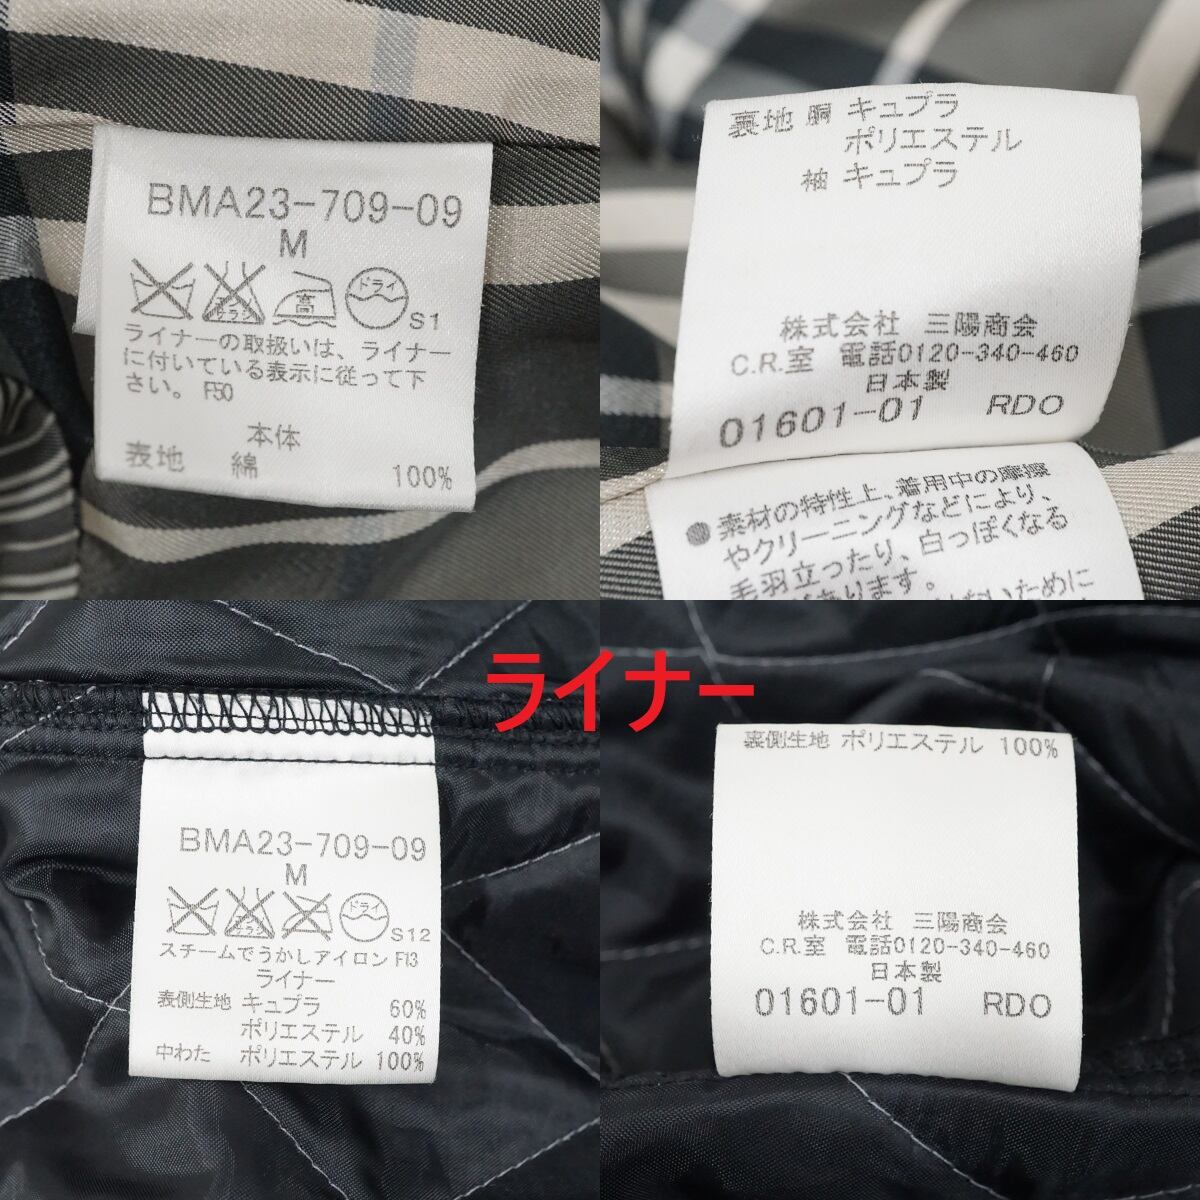 BMA23-709-09
M
高
ドライ
S1
ライナーの取扱いは、ライナー
に付いている表示に従って下
さい。 F50
本体
表地 綿 100%
裏地 胴 キュプラ
ポリエステル
袖 キュプラ
株式会社 三陽商会
C.R.室 電話0120-340-460
日本製
01601-01 RDO
●素材の特性上、着用中の摩擦
やクリーニングなどにより、
毛羽立ったり、白っぽくなる
があります。
ライナー
BMA23-709-09
M
ドライ
S12
スチームでうかしアイロン F13
ライナー
表側生地 キュプラ 60%
ポリエステル 40%
中わた ポリエステル 100%
裏側生地 ポリエステル 100%
株式会社 三陽商会
C.R.室 電話0120-340-460
日本製
01601-01 RDO